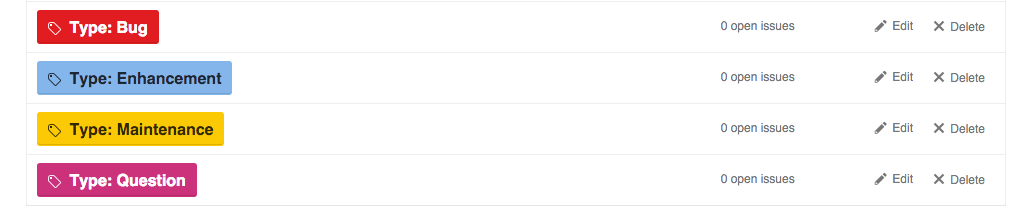 Type: Bug 0 open issues Edit Delete
Type: Enhancement 0 open issues Edit Delete
Type: Maintenance 0 open issues Edit Delete
Type: Question 0 open issues Edit Delete